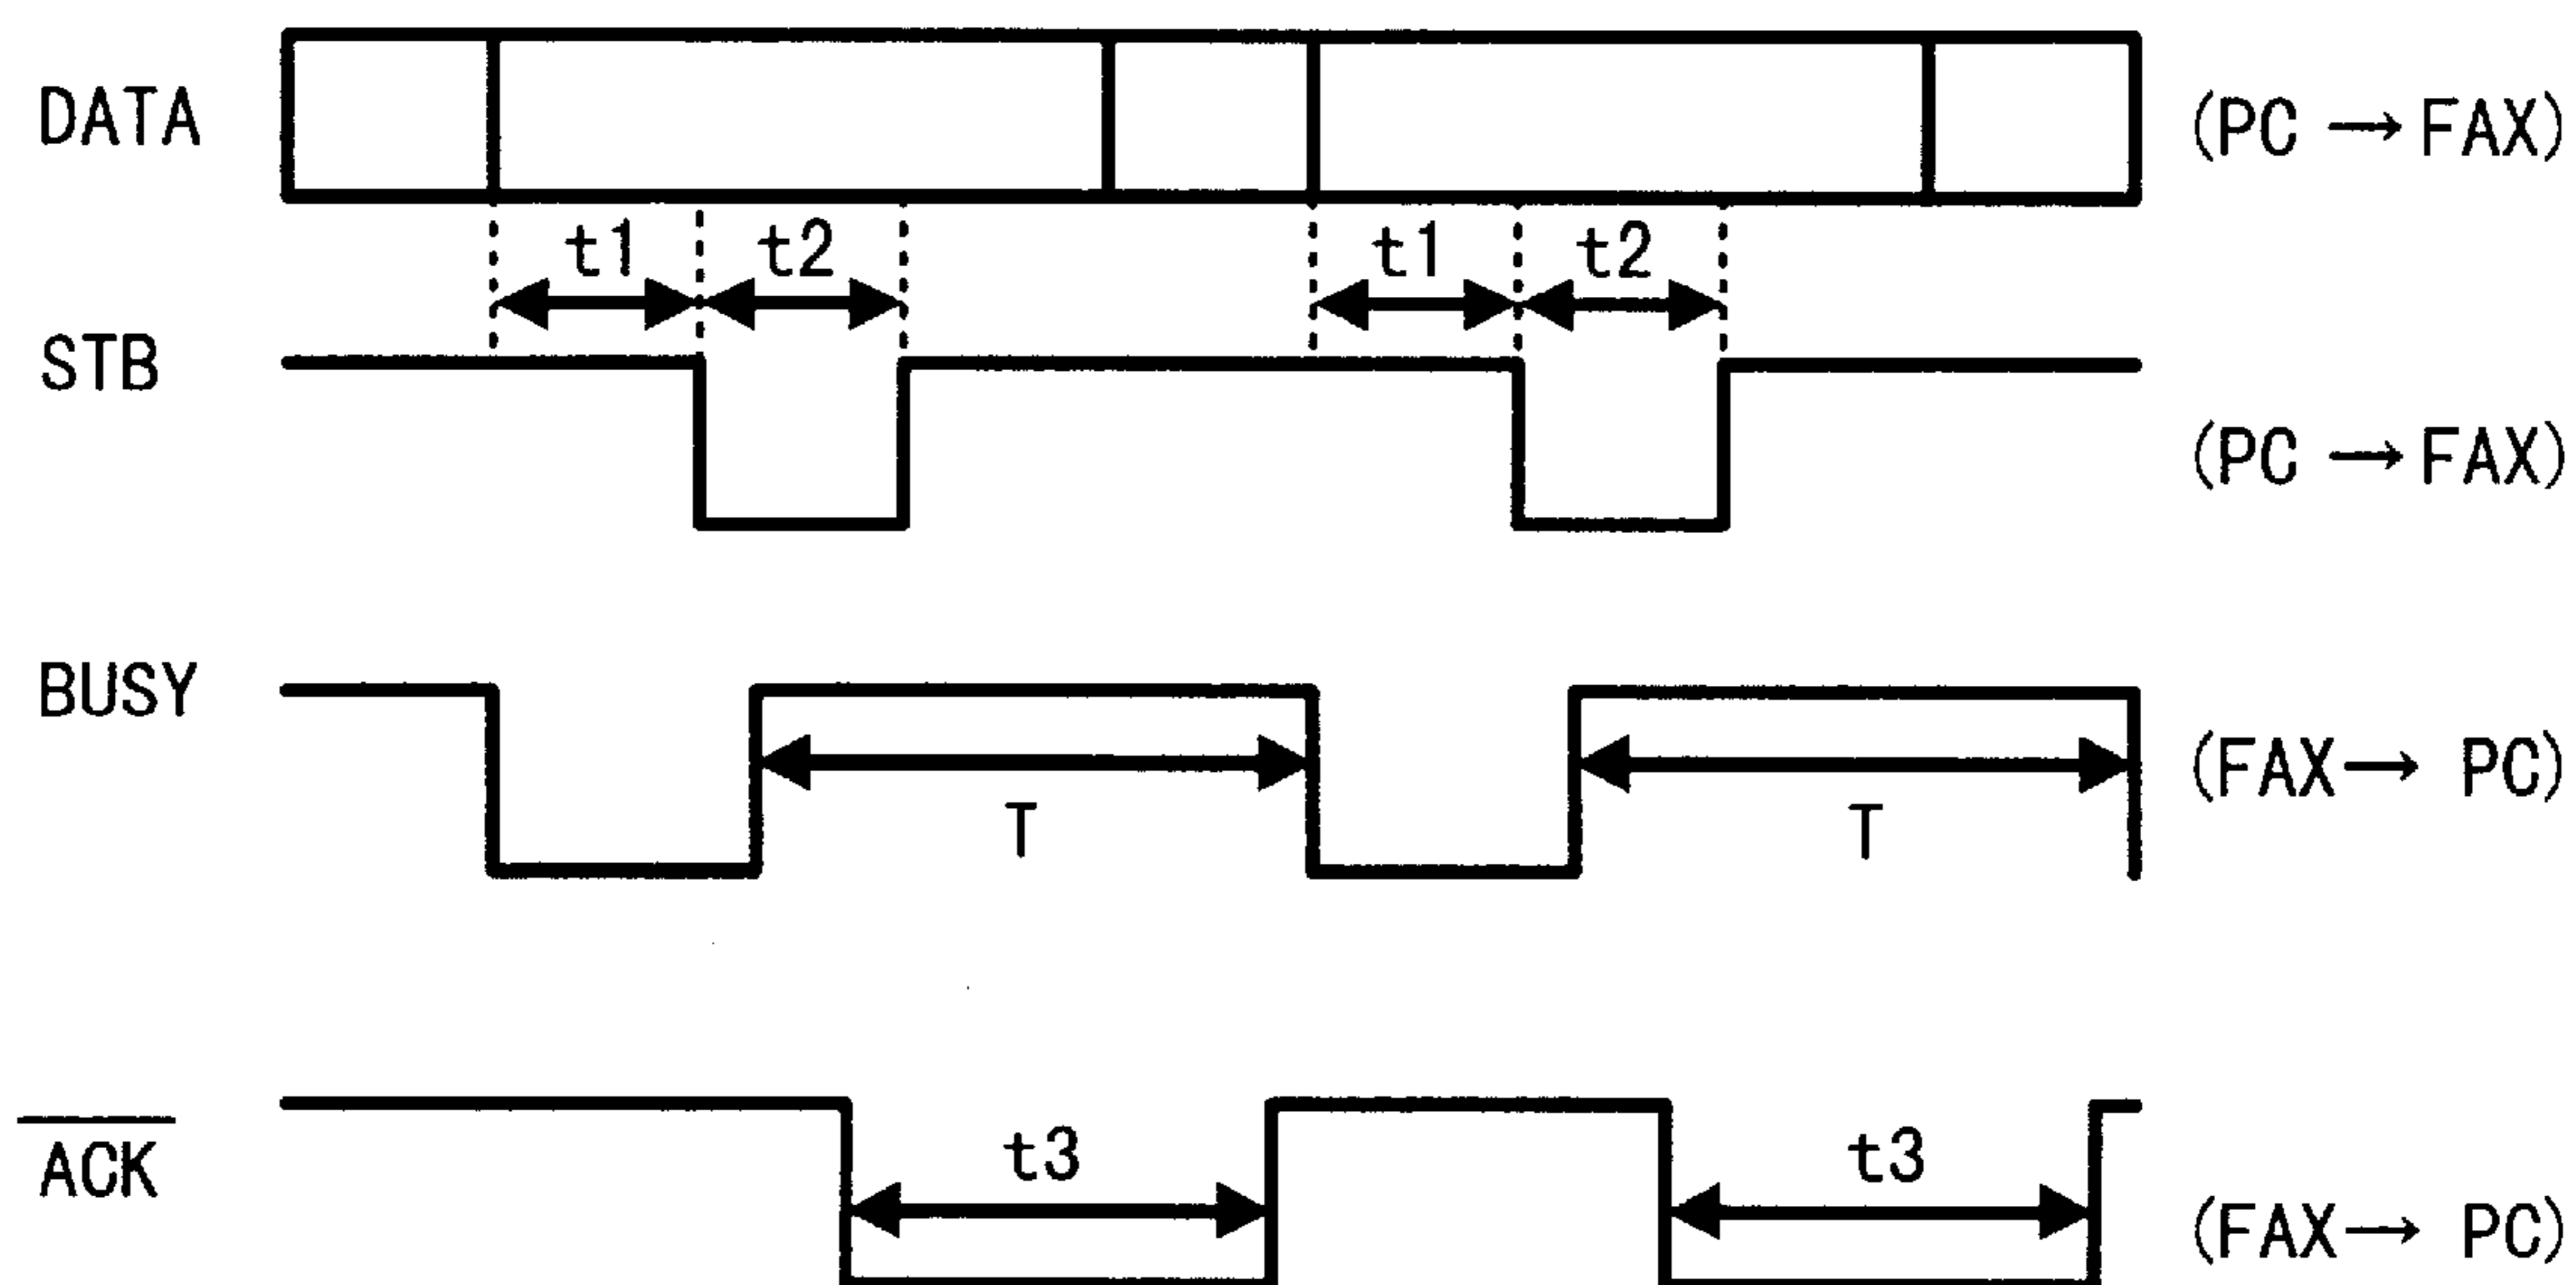 DATA (PC → FAX)
t1 t2 t1 t2
STB
(PC → FAX)
BUSY
(FAX→ PC)
T T
ACK
t3 t3
(FAX→ PC)